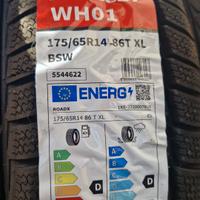 WH01
175/65R14 86T XL
BSW
5544622
ENERG
ROADX
175/65R14 86 T XL
A
B
C
D
E
D
A
B
C
D
E
D